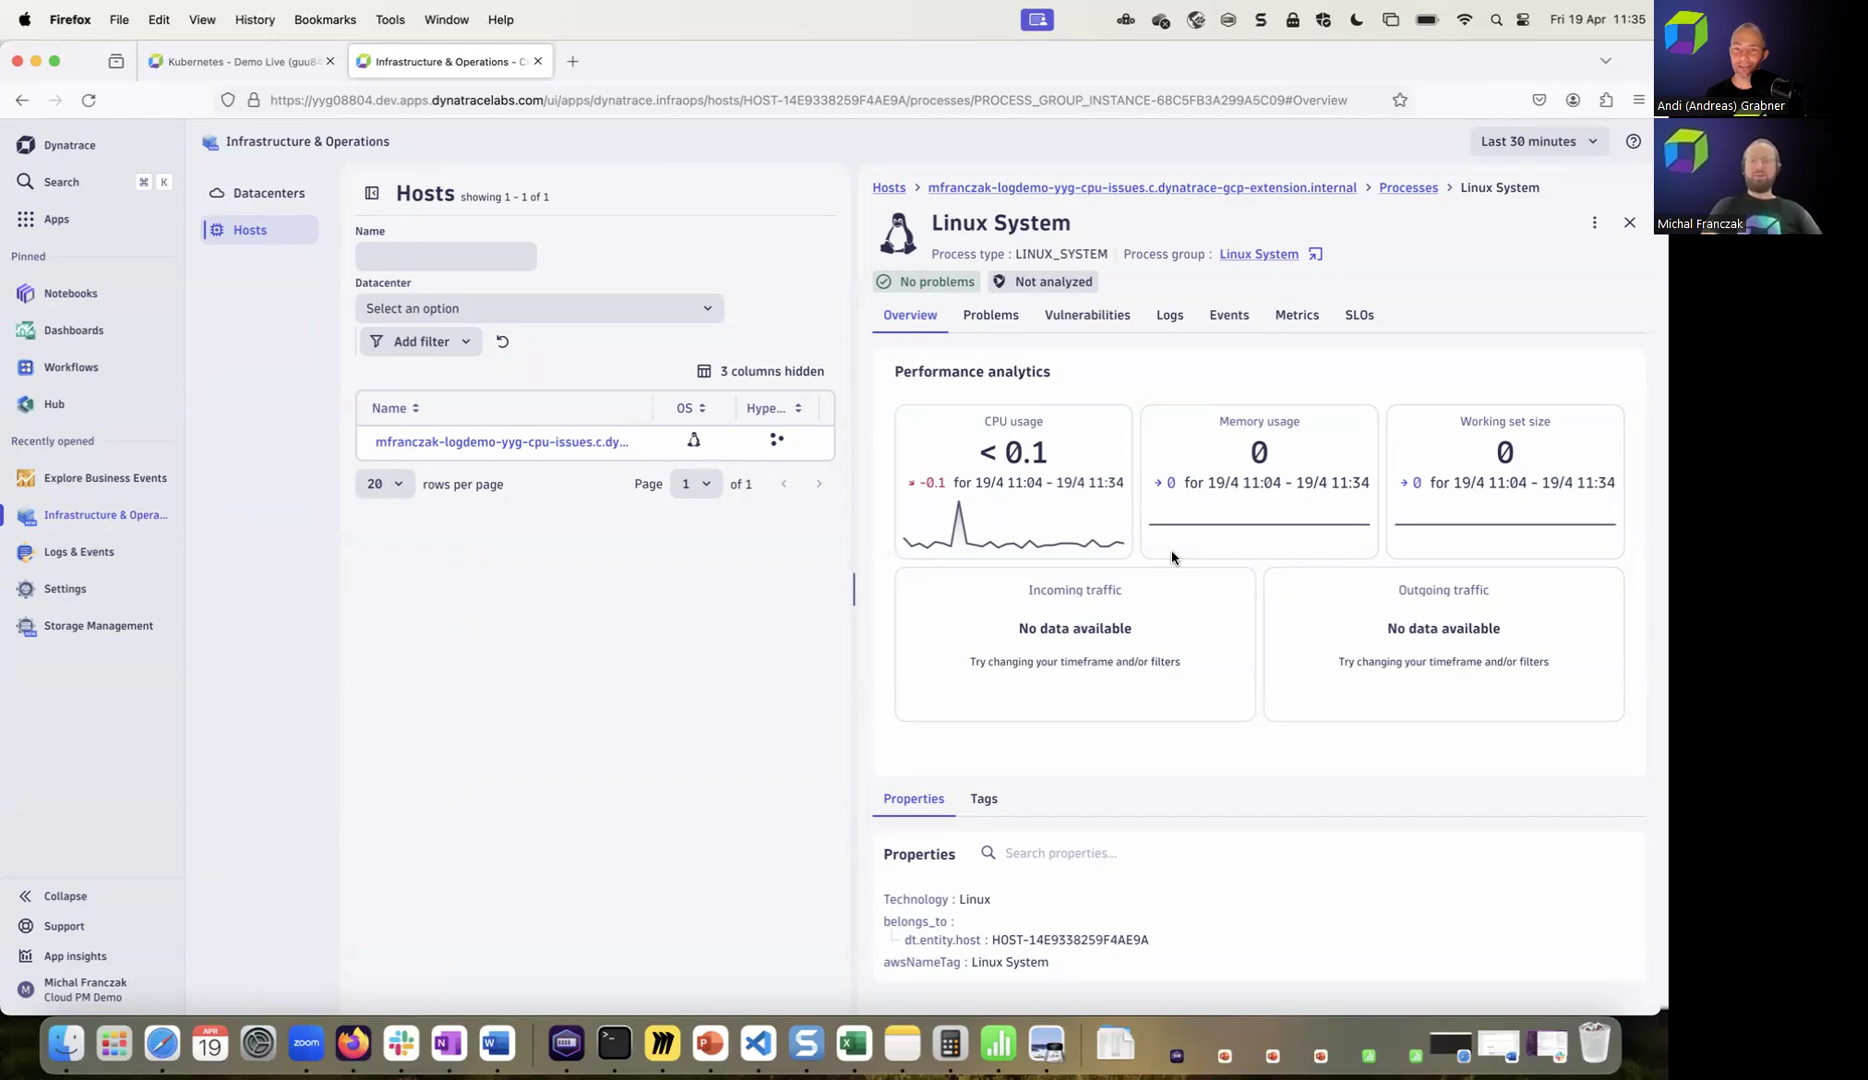 Firefox File Edit View History Bookmarks Tools Window Help
Fri 19 Apr 11:35
Andi (Andreas) Grabner
Michal Franczak
Kubernetes - Demo Live (guu84
Infrastructure & Operations - C
https://yyg08804.dev.apps.dynatracelabs.com/ui/apps/dynatrace.infraops/hosts/HOST-14E9338259F4AE9A/processes/PROCESS_GROUP_INSTANCE-68C5FB3A299A5C09#Overview
Dynatrace
Search ⌘ K
Apps
Pinned
Notebooks
Dashboards
Workflows
Hub
Recently opened
Explore Business Events
Infrastructure & Opera...
Logs & Events
Settings
Storage Management
Collapse
Support
App insights
M
Michal Franczak
Cloud PM Demo
Infrastructure & Operations
Last 30 minutes
Datacenters
Hosts
Hosts showing 1 - 1 of 1
Name
Datacenter
Select an option
Add filter
3 columns hidden
Name OS Hype...
mfranczak-logdemo-yyg-cpu-issues.c.dy...
20 rows per page Page 1 of 1
Hosts > mfranczak-logdemo-yyg-cpu-issues.c.dynatrace-gcp-extension.internal > Processes > Linux System
Linux System
Process type : LINUX_SYSTEM Process group : Linux System
No problems Not analyzed
Overview Problems Vulnerabilities Logs Events Metrics SLOs
Performance analytics
CPU usage
< 0.1
-0.1 for 19/4 11:04 - 19/4 11:34
Memory usage
0
0 for 19/4 11:04 - 19/4 11:34
Working set size
0
0 for 19/4 11:04 - 19/4 11:34
Incoming traffic
No data available
Try changing your timeframe and/or filters
Outgoing traffic
No data available
Try changing your timeframe and/or filters
Properties Tags
Properties Search properties...
Technology : Linux
belongs_to :
dt.entity.host : HOST-14E9338259F4AE9A
awsNameTag : Linux System
APR
19
zoom